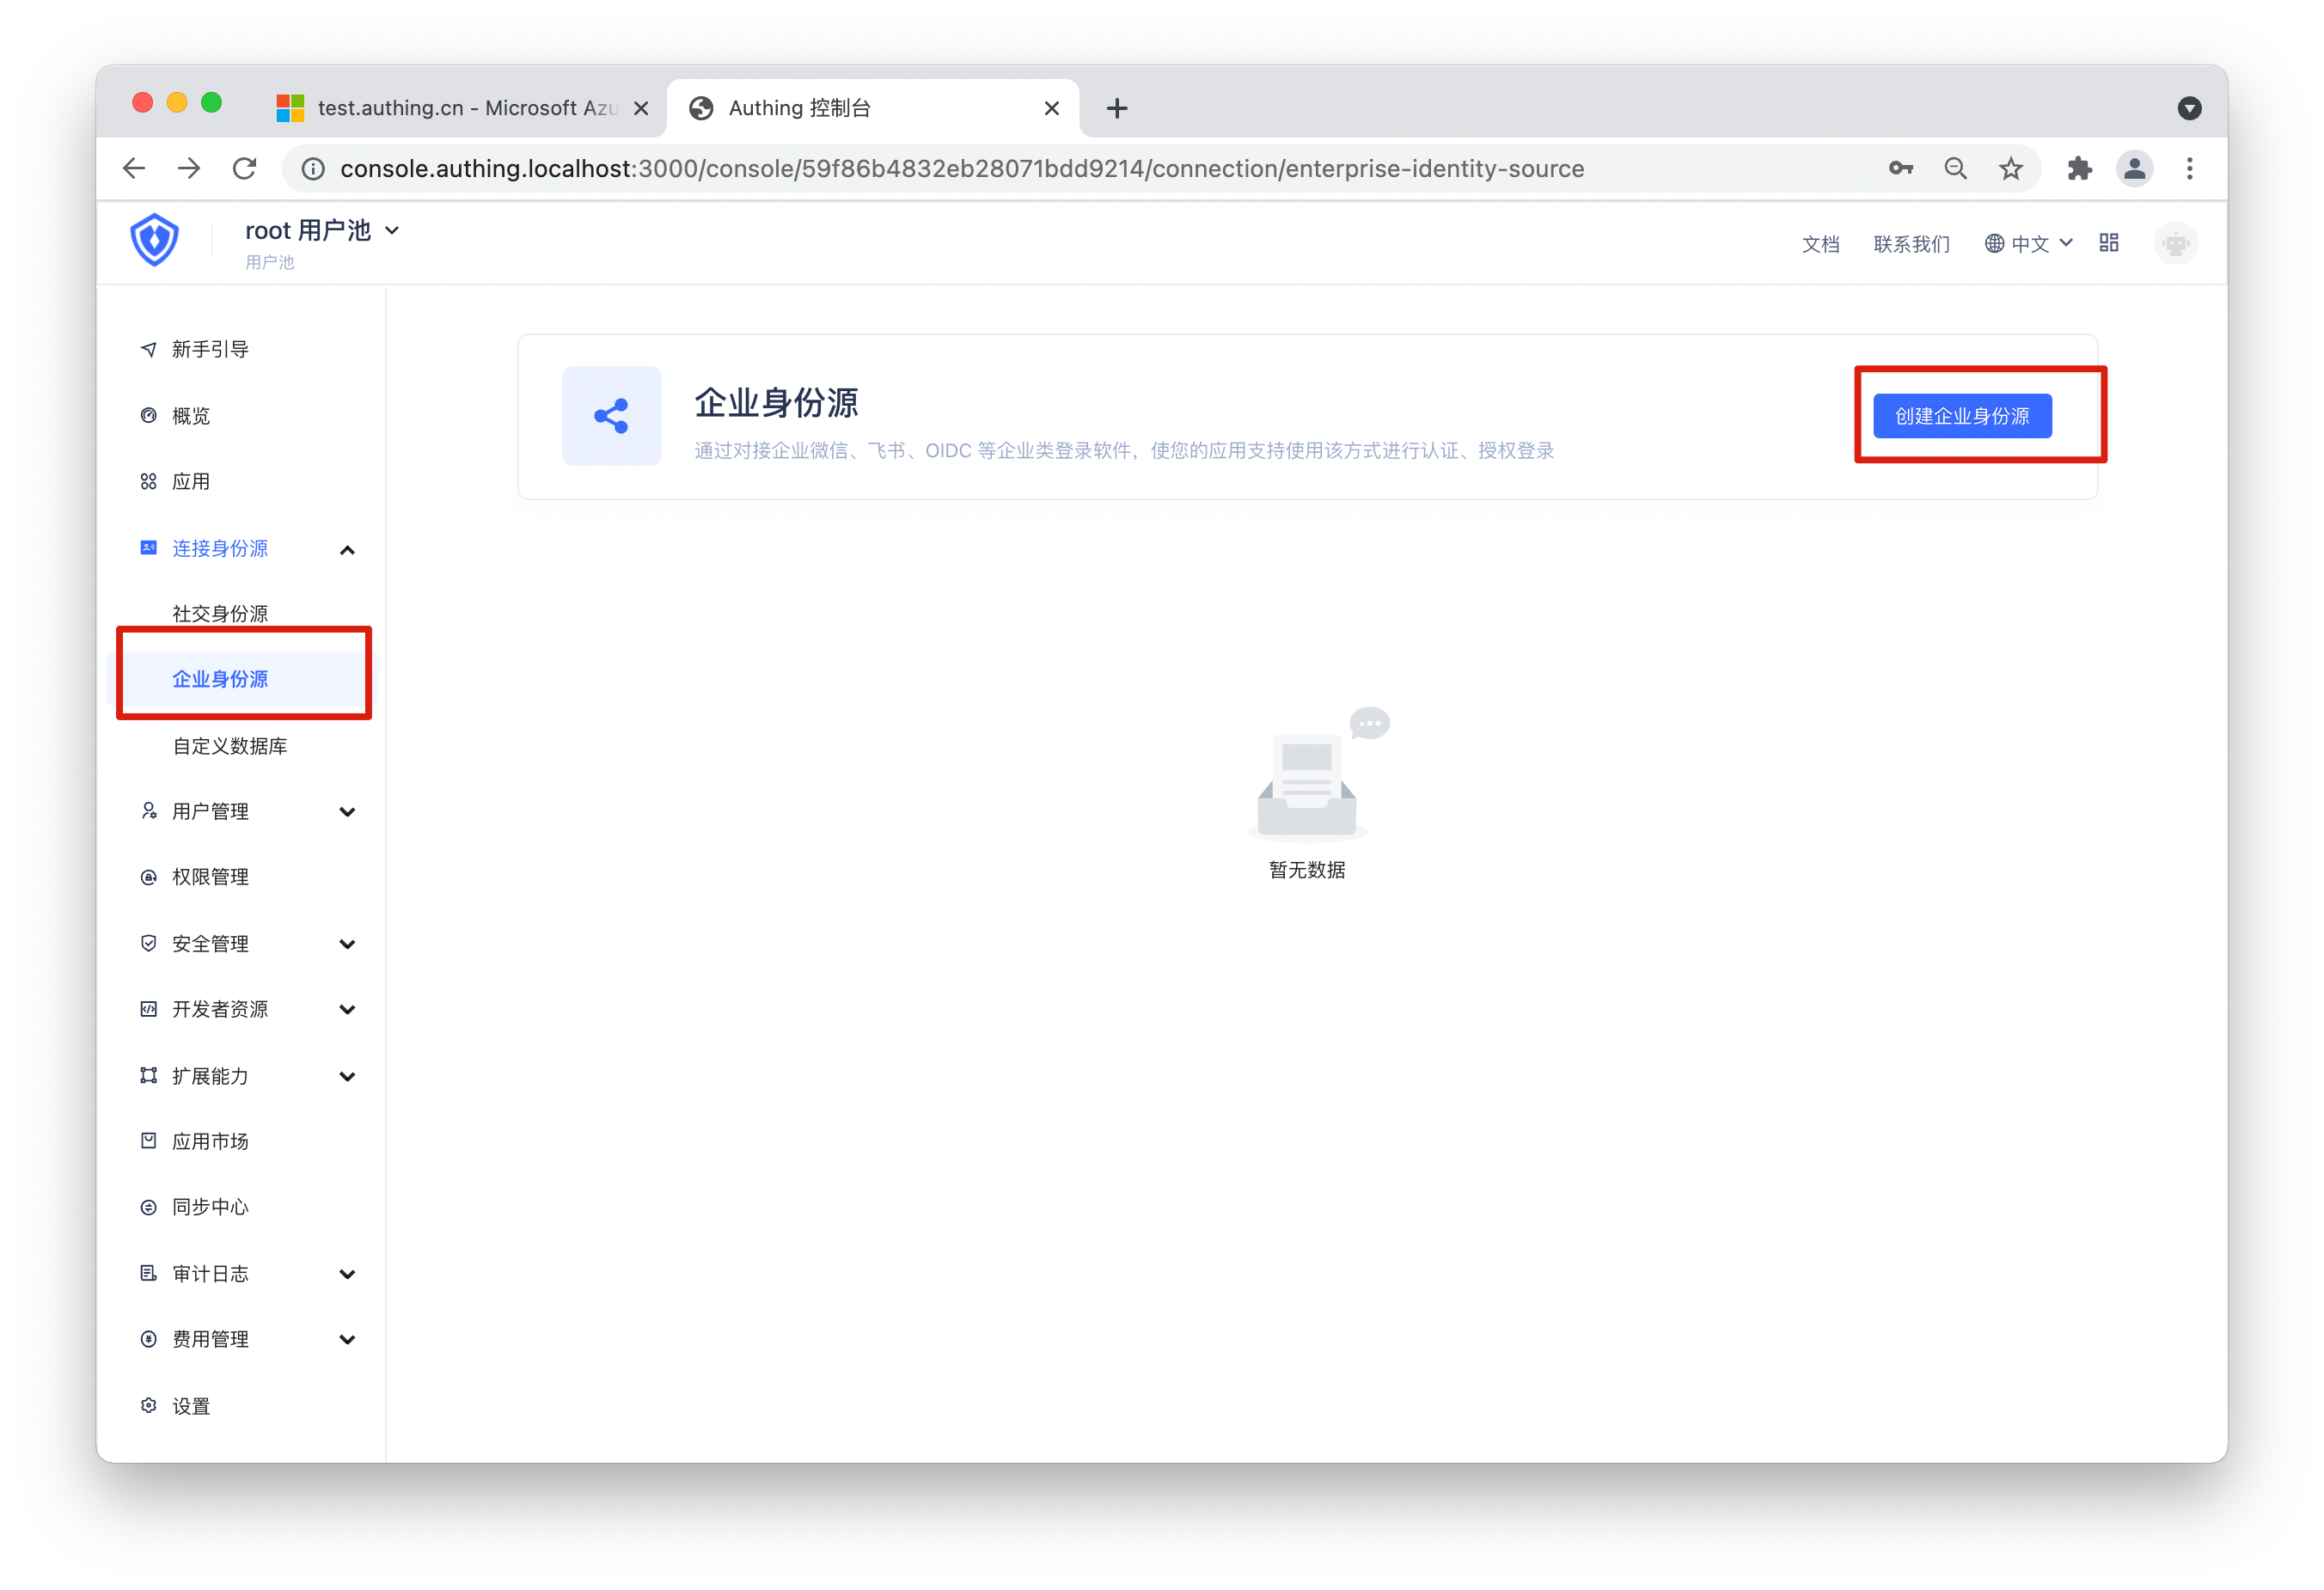 test.authing.cn - Microsoft Azu
Authing 控制台
console.authing.localhost:3000/console/59f86b4832eb28071bdd9214/connection/enterprise-identity-source
root 用户池
用户池
文档
联系我们
中文
新手引导
概览
应用
连接身份源
社交身份源
企业身份源
自定义数据库
用户管理
权限管理
安全管理
开发者资源
扩展能力
应用市场
同步中心
审计日志
费用管理
设置
企业身份源
通过对接企业微信、飞书、OIDC 等企业类登录软件，使您的应用支持使用该方式进行认证、授权登录
创建企业身份源
暂无数据